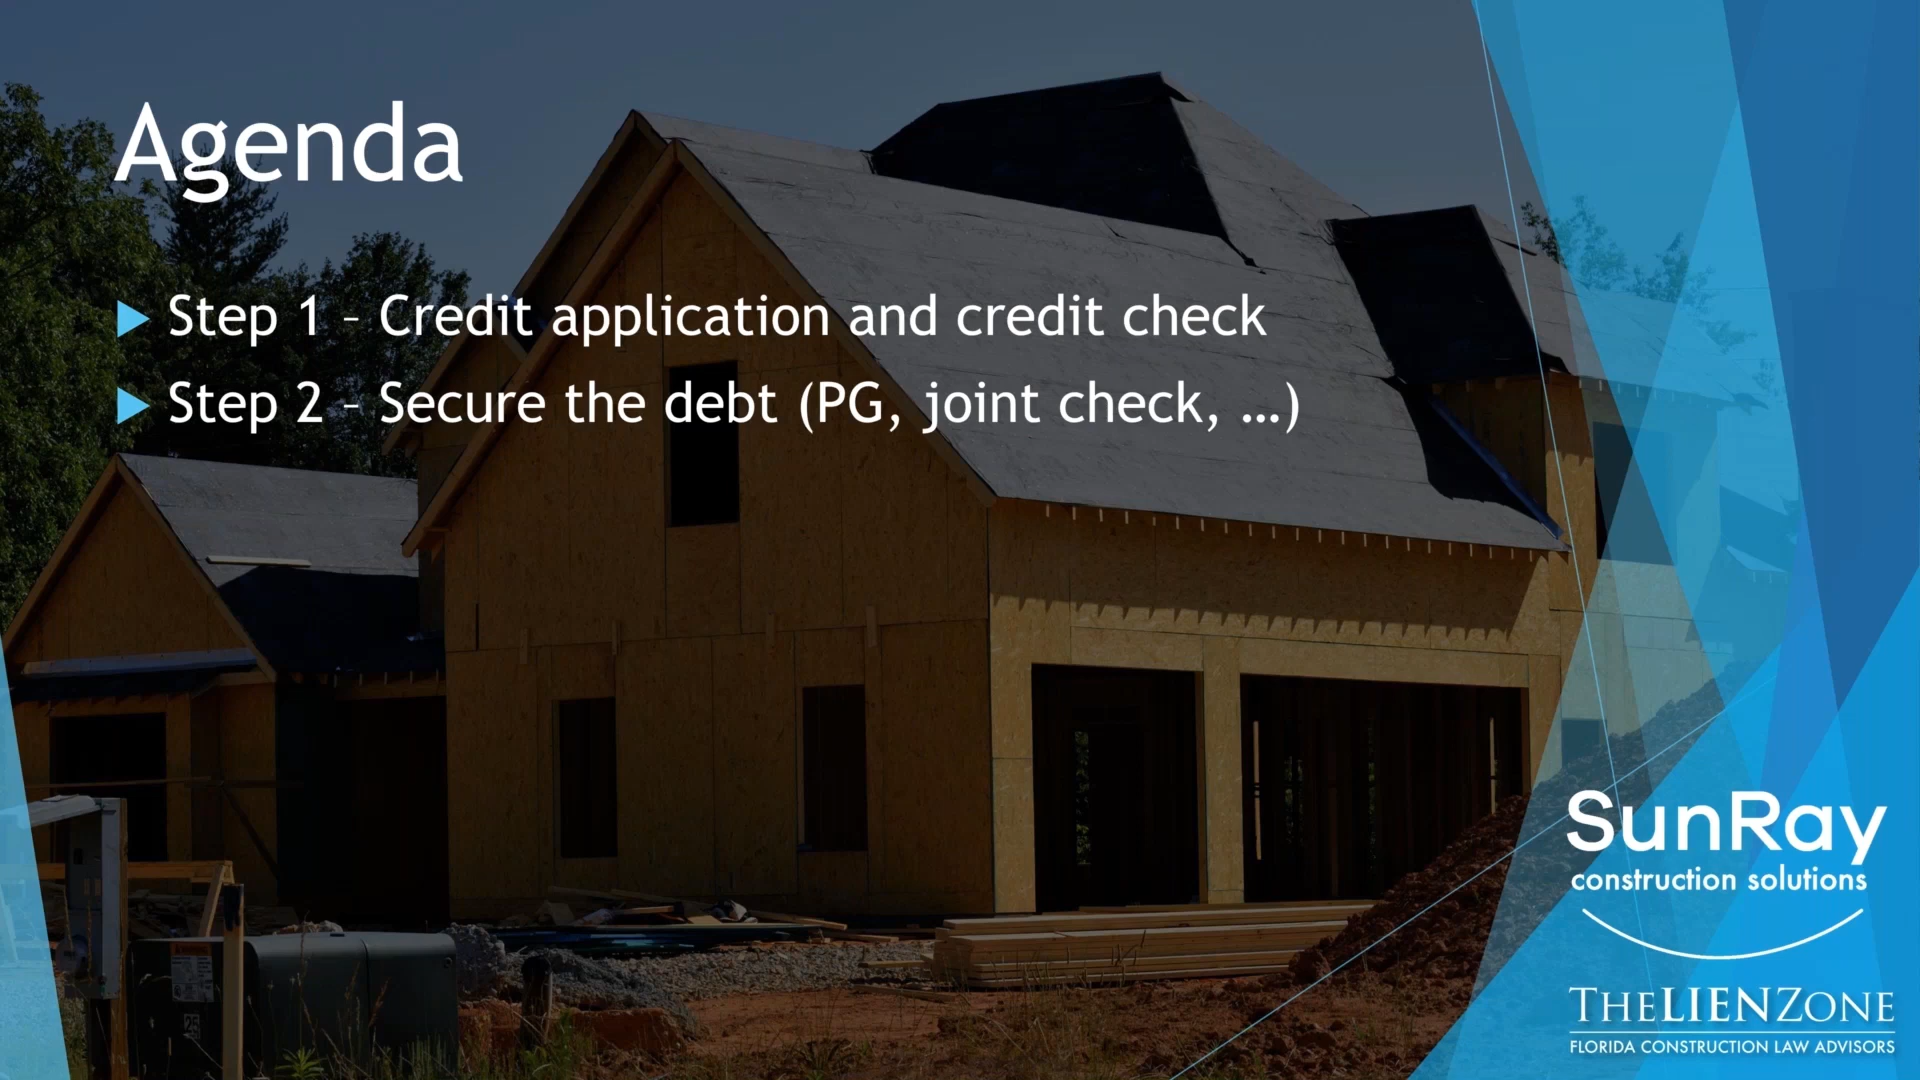 Agenda
Step 1 – Credit application and credit check
Step 2 – Secure the debt (PG, joint check, …)
SunRay
construction solutions
THELIENZONE
FLORIDA CONSTRUCTION LAW ADVISORS
25